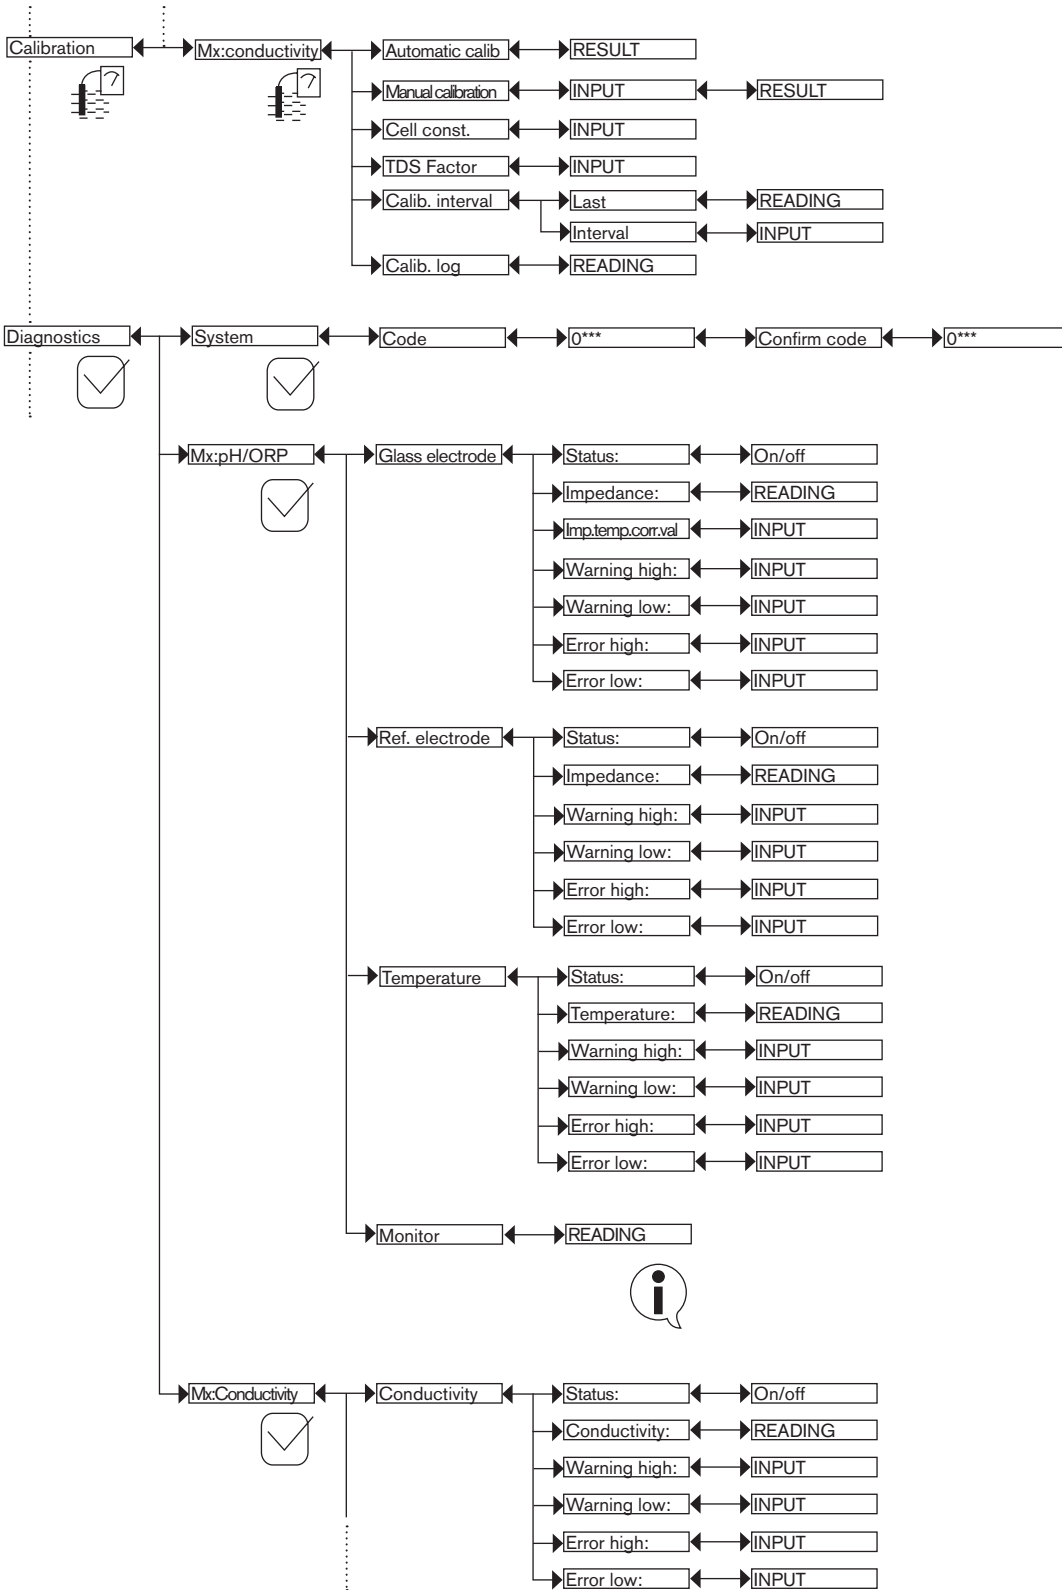 Calibration Mx:conductivity Automatic calib RESULT
Manual calibration INPUT RESULT
Cell const. INPUT
TDS Factor INPUT
Calib. interval Last READING
Interval INPUT
Calib. log READING
Diagnostics System Code 0*** Confirm code 0***
Mx:pH/ORP Glass electrode Status: On/off
Impedance: READING
Imp.temp.corr.val INPUT
Warning high: INPUT
Warning low: INPUT
Error high: INPUT
Error low: INPUT
Ref. electrode Status: On/off
Impedance: READING
Warning high: INPUT
Warning low: INPUT
Error high: INPUT
Error low: INPUT
Temperature Status: On/off
Temperature: READING
Warning high: INPUT
Warning low: INPUT
Error high: INPUT
Error low: INPUT
Monitor READING
Mx:Conductivity Conductivity Status: On/off
Conductivity: READING
Warning high: INPUT
Warning low: INPUT
Error high: INPUT
Error low: INPUT